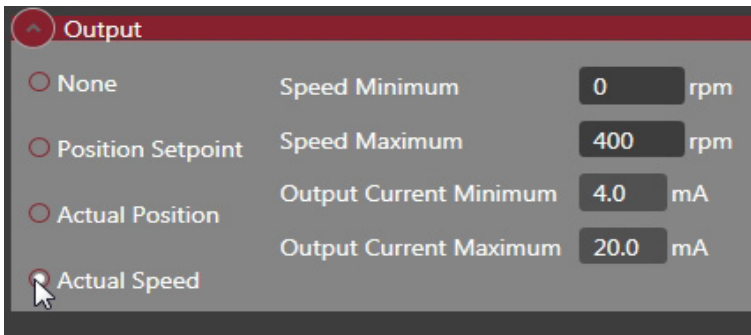 Output
None
Position Setpoint
Actual Position
Actual Speed
Speed Minimum 0 rpm
Speed Maximum 400 rpm
Output Current Minimum 4.0 mA
Output Current Maximum 20.0 mA